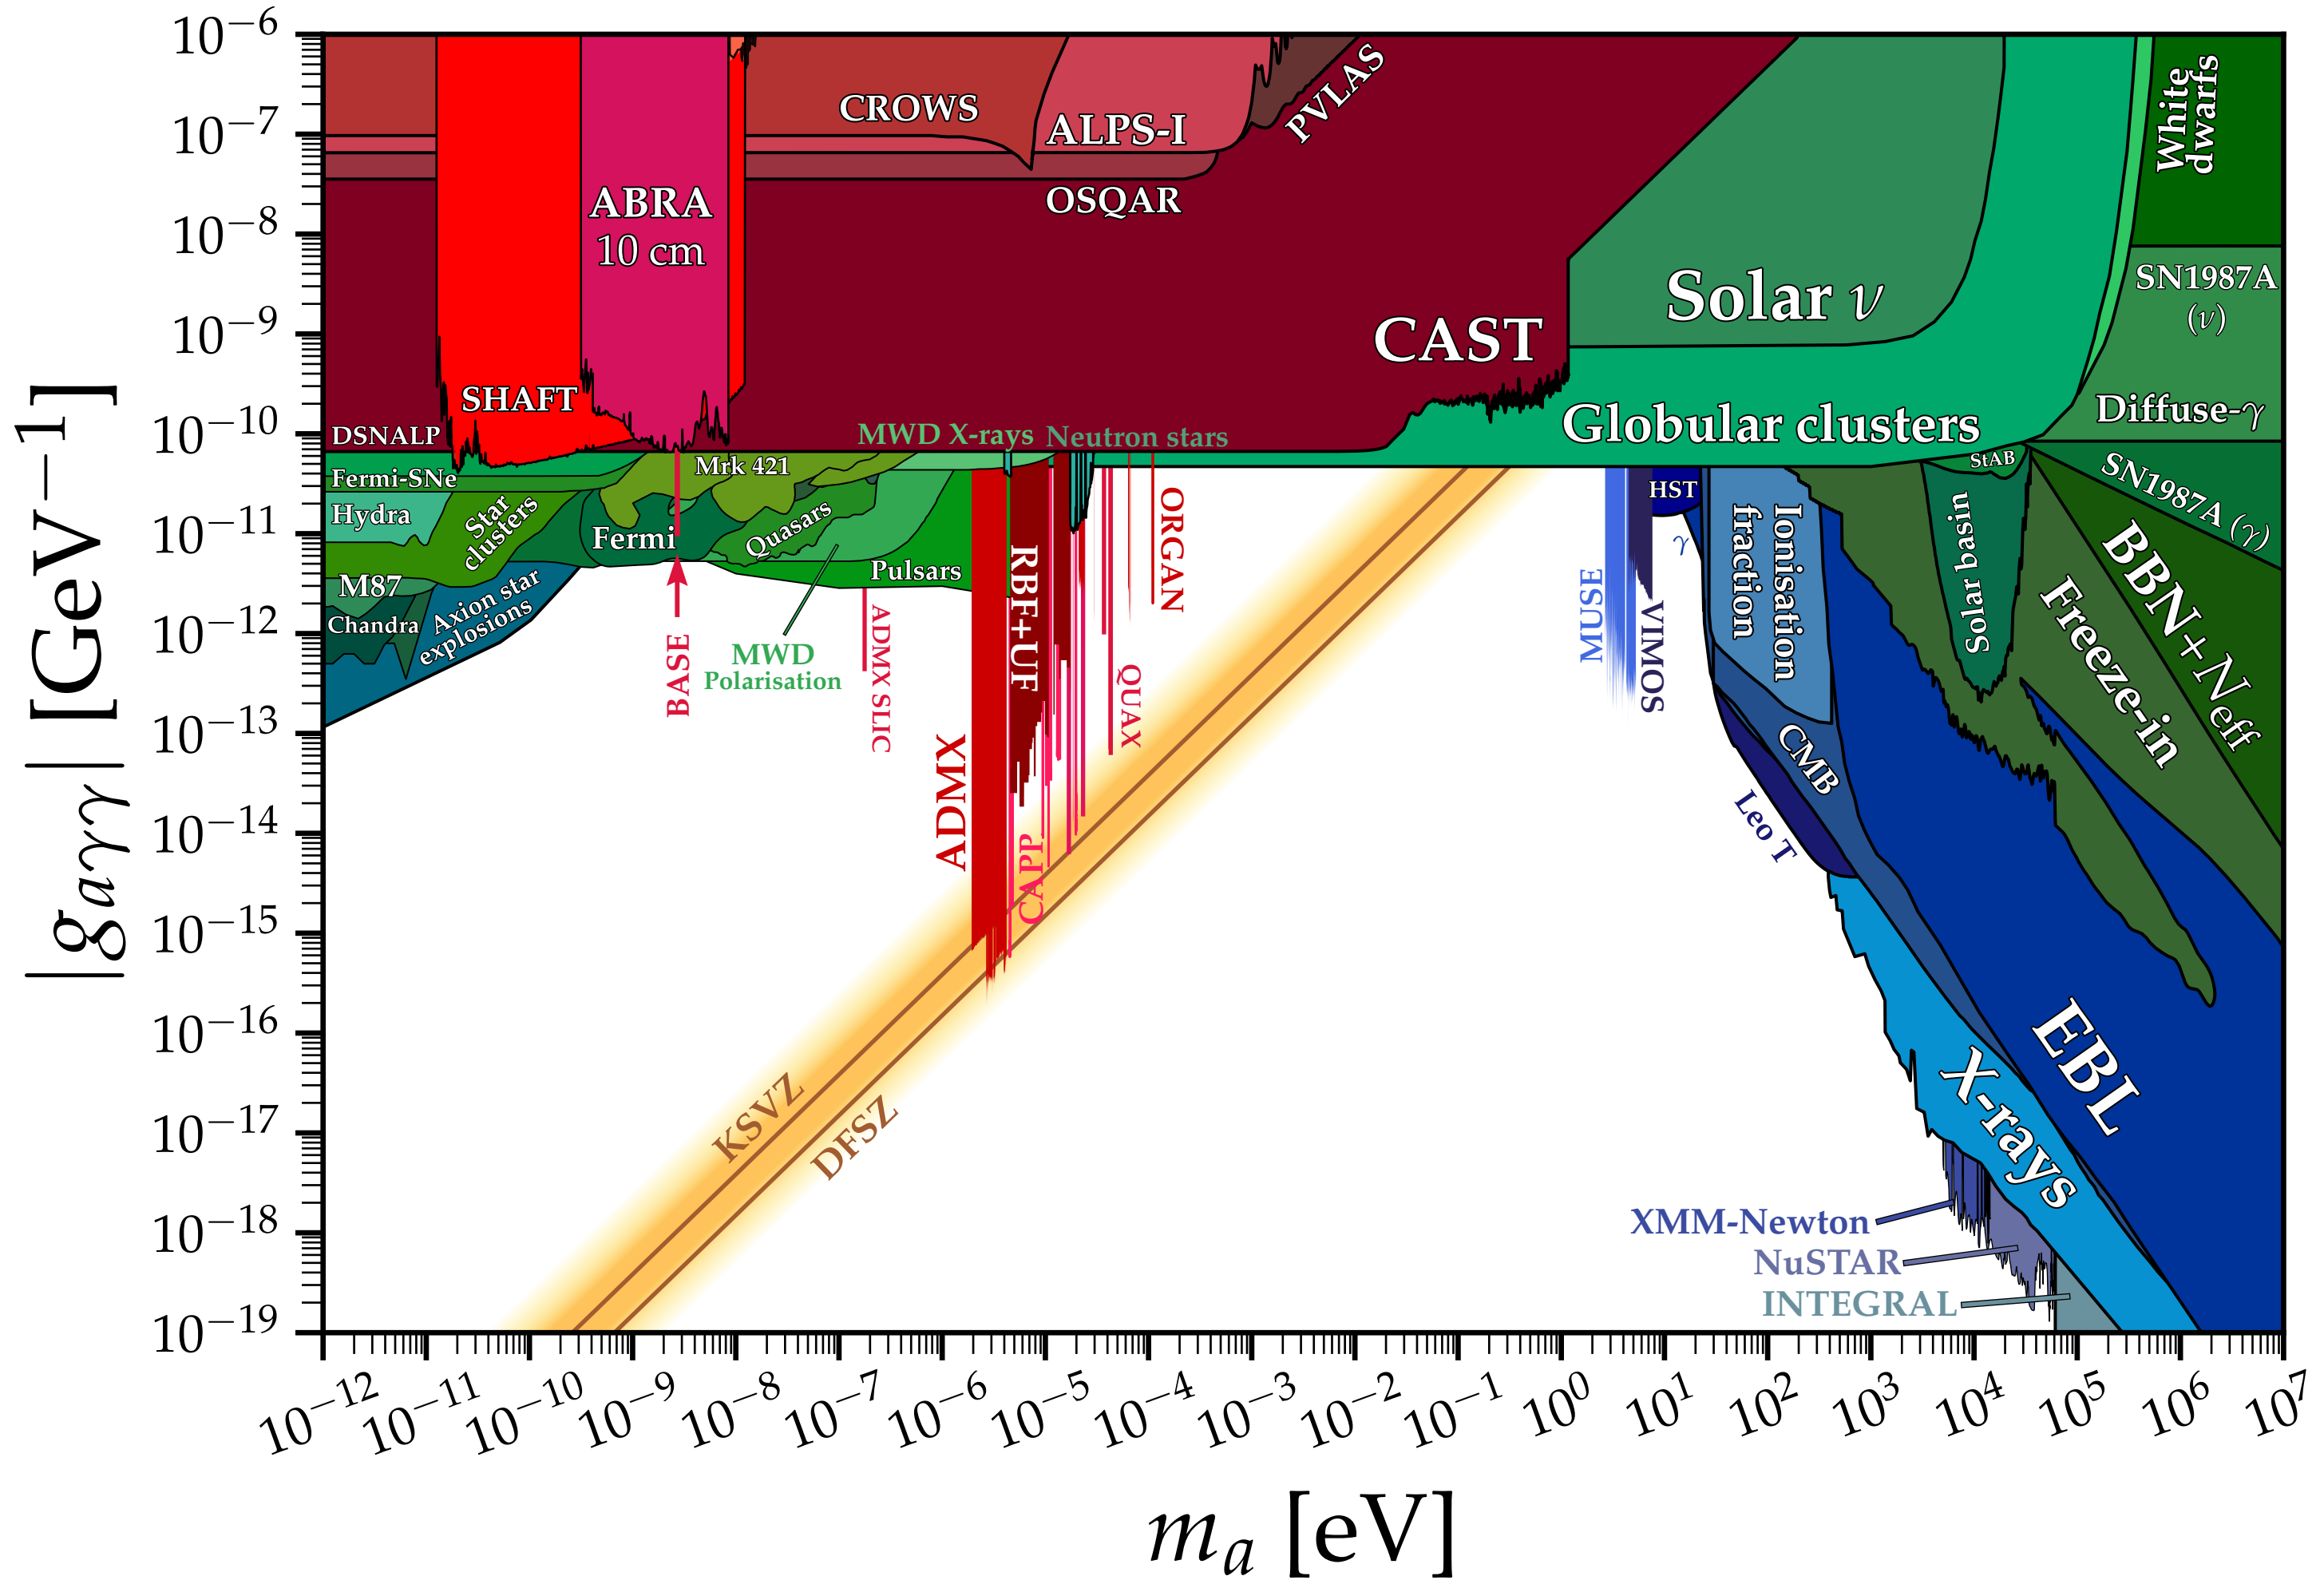 |g_{aγγ}| [GeV⁻¹]
10⁻⁶
10⁻⁷
10⁻⁸
10⁻⁹
10⁻¹⁰
10⁻¹¹
10⁻¹²
10⁻¹³
10⁻¹⁴
10⁻¹⁵
10⁻¹⁶
10⁻¹⁷
10⁻¹⁸
10⁻¹⁹
CROWS
ALPS-I
PVLAS
OSQAR
ABRA
10 cm
SHAFT
CAST
Solar ν
Globular clusters
White
dwarfs
SN1987A
(ν)
Diffuse-γ
DSNALP
Fermi-SNe
Hydra
Star
clusters
M87
Chandra
Axion star
explosions
Mrk 421
Fermi
Quasars
Pulsars
MWD X-rays
Neutron stars
BASE
MWD
Polarisation
ADMX SLIC
ADMX
RBF+UF
CAPP
QUAX
ORGAN
KSVZ
DFSZ
MUSE
VIMOS
HST
γ
Ionisation
fraction
CMB
Leo T
StAB
Solar basin
SN1987A (γ)
BBN+N_{eff}
Freeze-in
EBL
X-rays
XMM-Newton
NuSTAR
INTEGRAL
10⁻¹²
10⁻¹¹
10⁻¹⁰
10⁻⁹
10⁻⁸
10⁻⁷
10⁻⁶
10⁻⁵
10⁻⁴
10⁻³
10⁻²
10⁻¹
10⁰
10¹
10²
10³
10⁴
10⁵
10⁶
10⁷
m_a [eV]